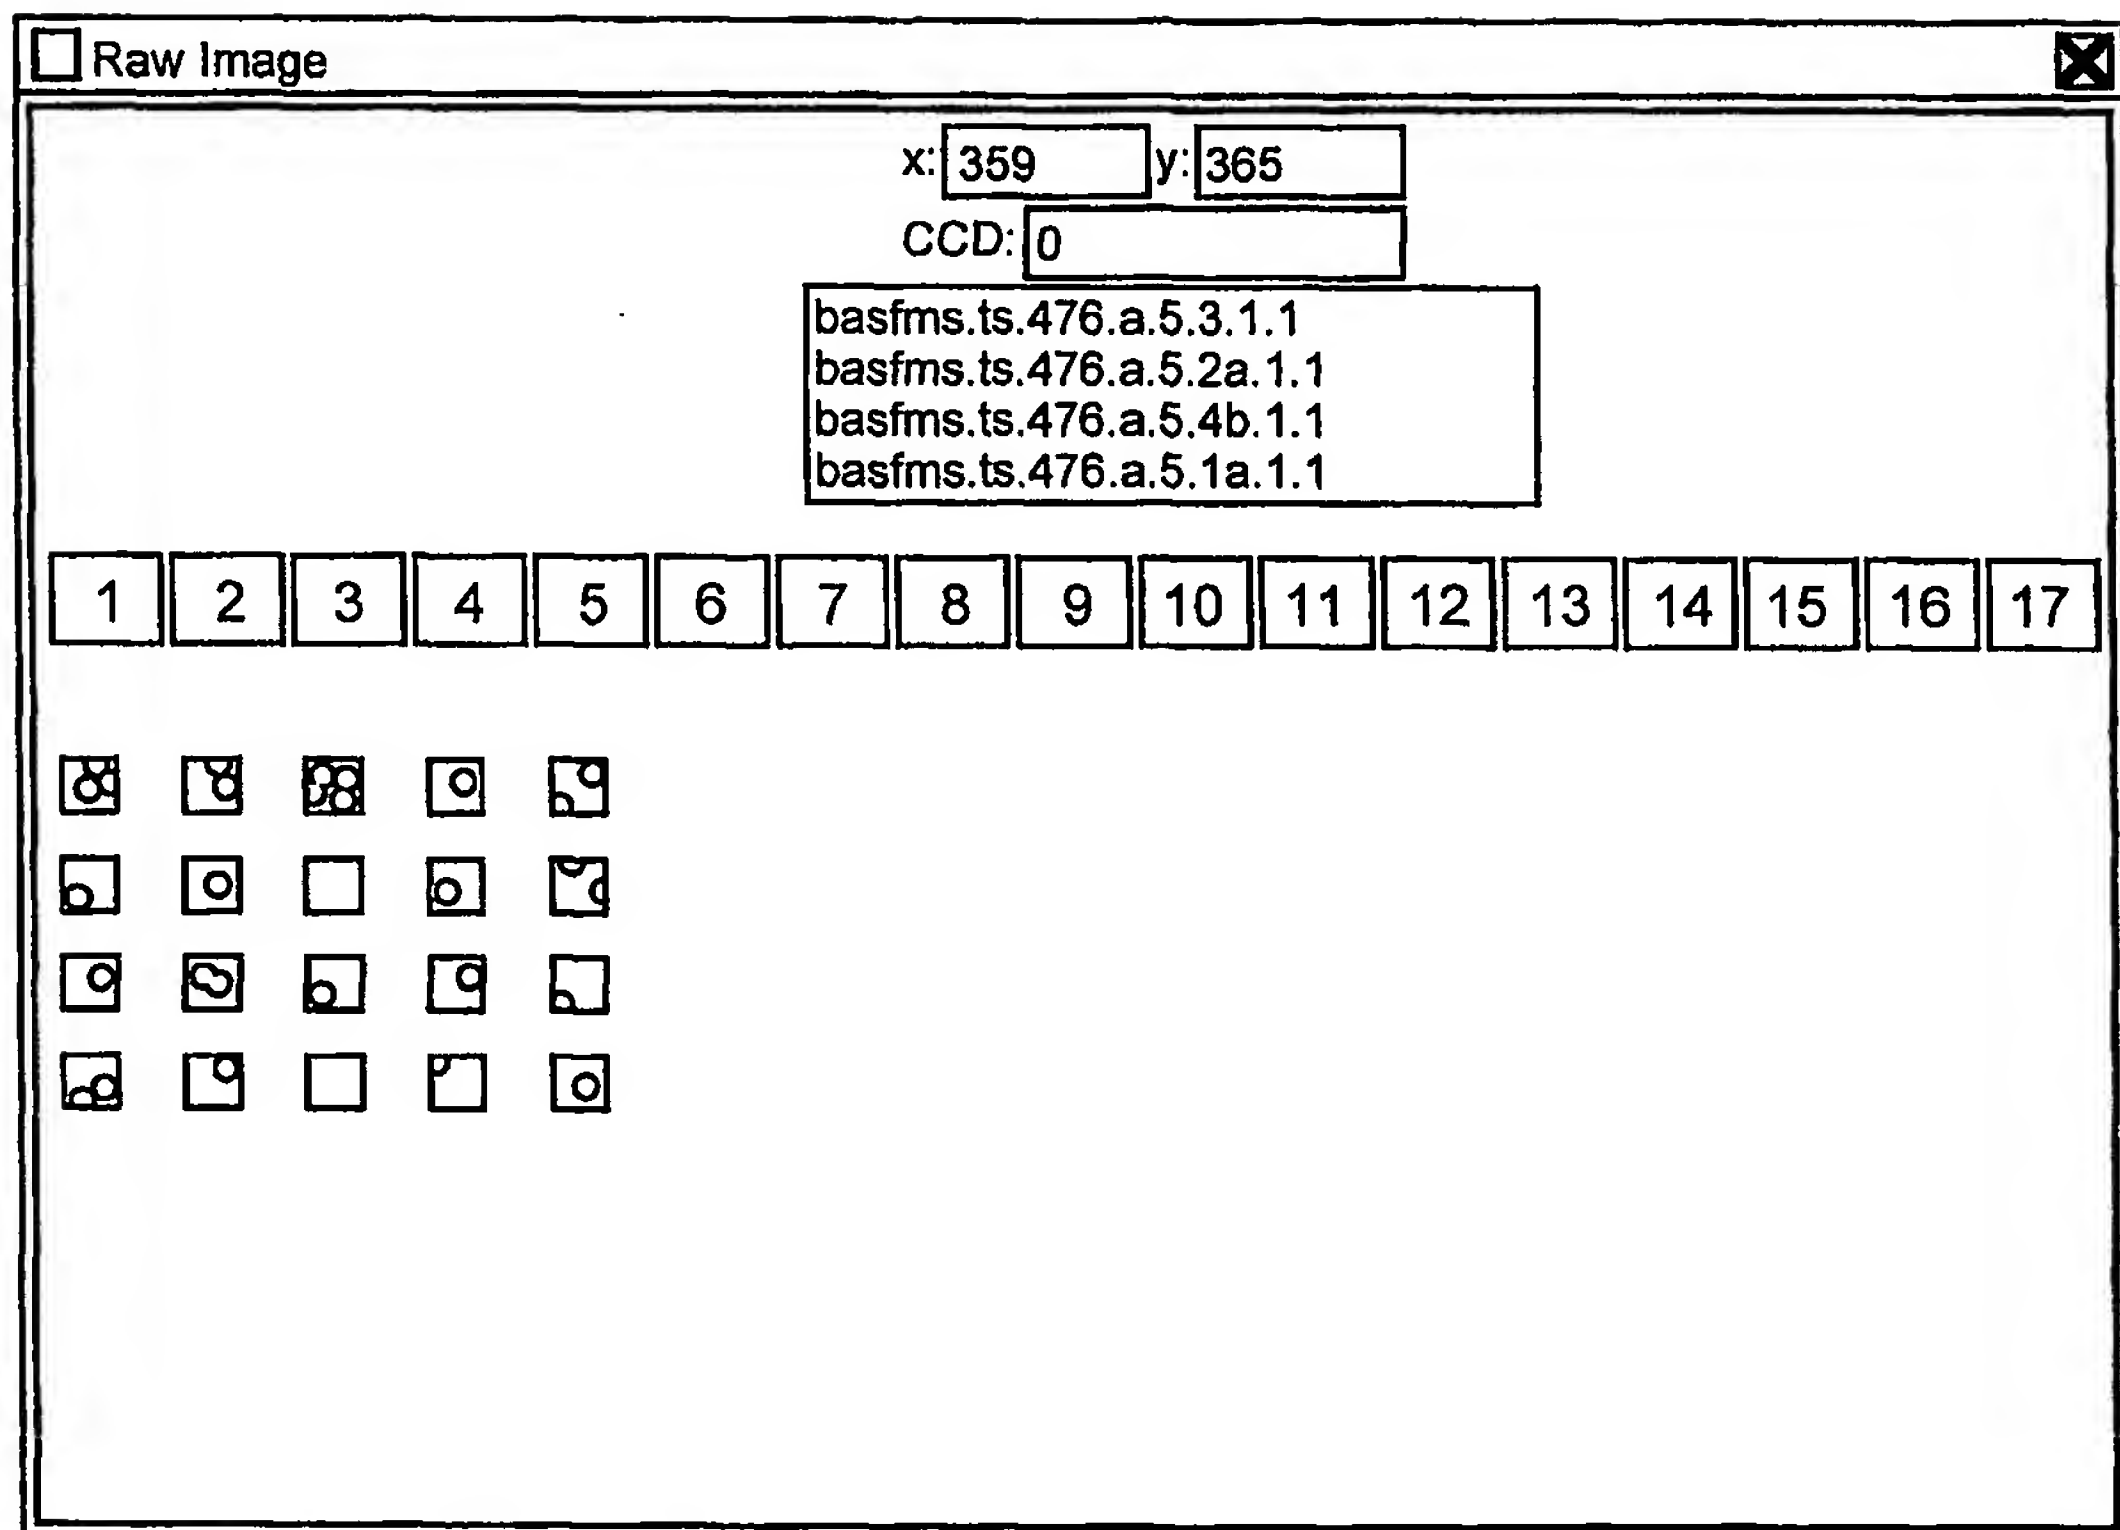 Raw Image
x: 359 y: 365
CCD: 0
basfms.ts.476.a.5.3.1.1
basfms.ts.476.a.5.2a.1.1
basfms.ts.476.a.5.4b.1.1
basfms.ts.476.a.5.1a.1.1
1 2 3 4 5 6 7 8 9 10 11 12 13 14 15 16 17